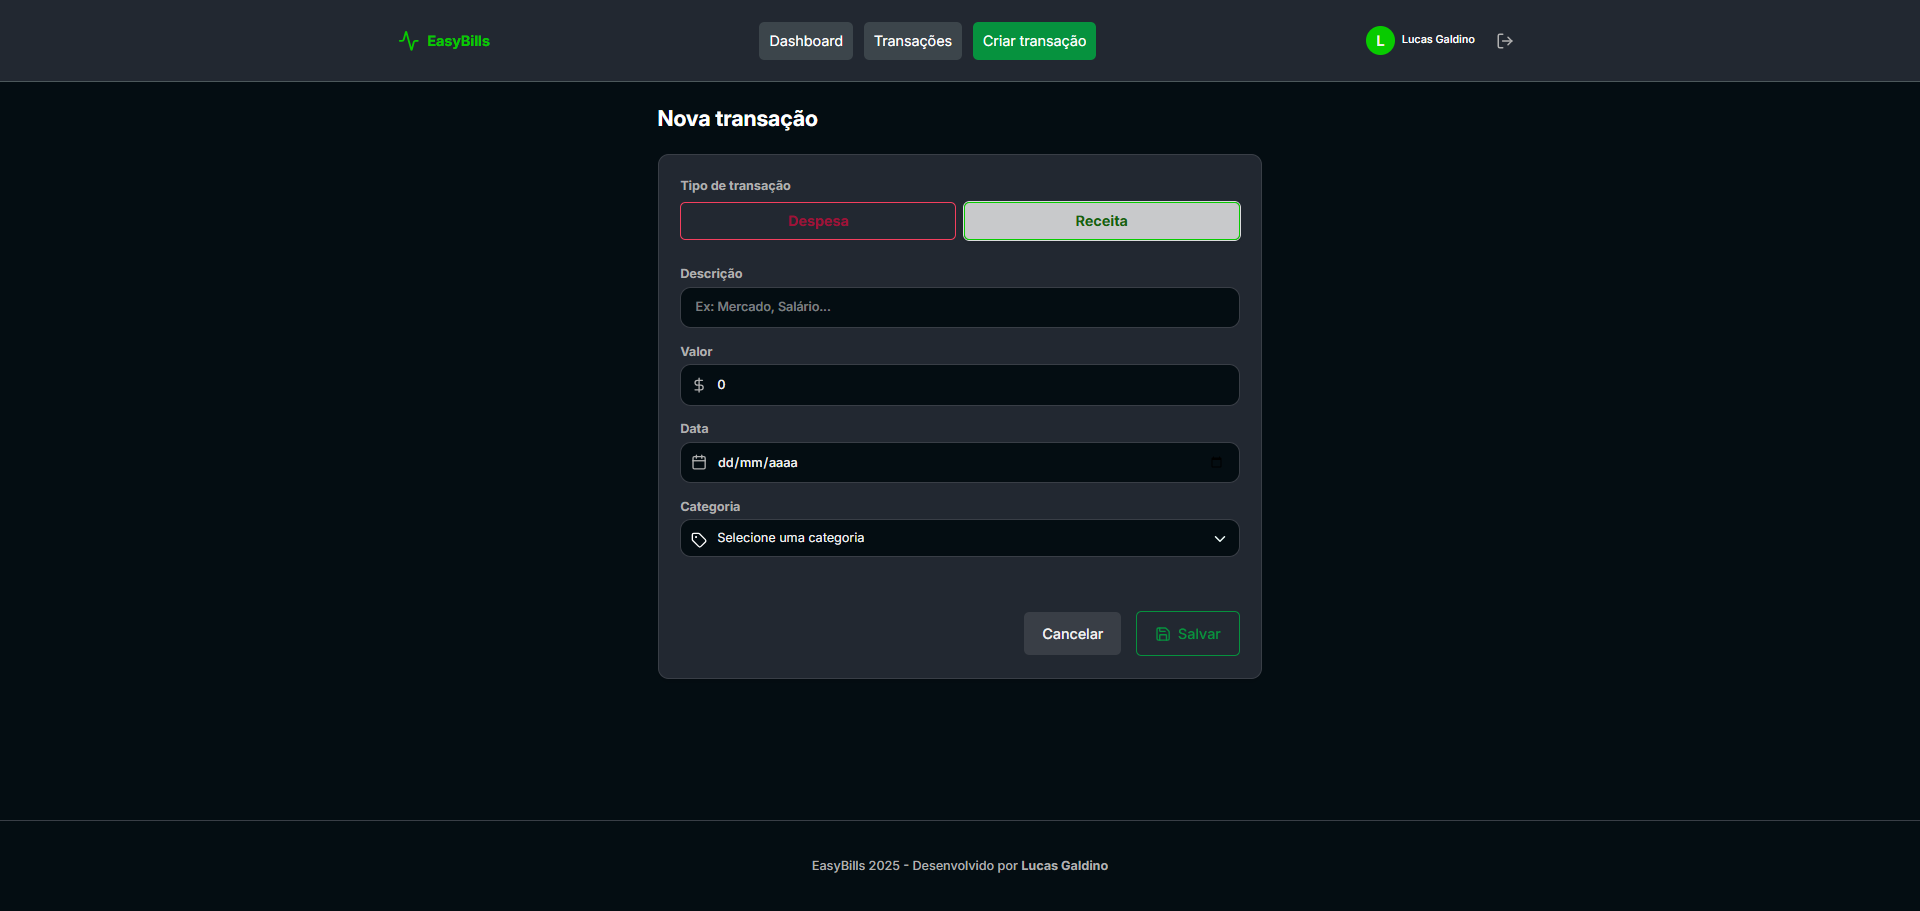 EasyBills
Dashboard
Transações
Criar transação
L
Lucas Galdino
Nova transação
Tipo de transação
Despesa
Receita
Descrição
Ex: Mercado, Salário...
Valor
$ 0
Data
dd/mm/aaaa
Categoria
Selecione uma categoria
Cancelar
Salvar
EasyBills 2025 - Desenvolvido por Lucas Galdino